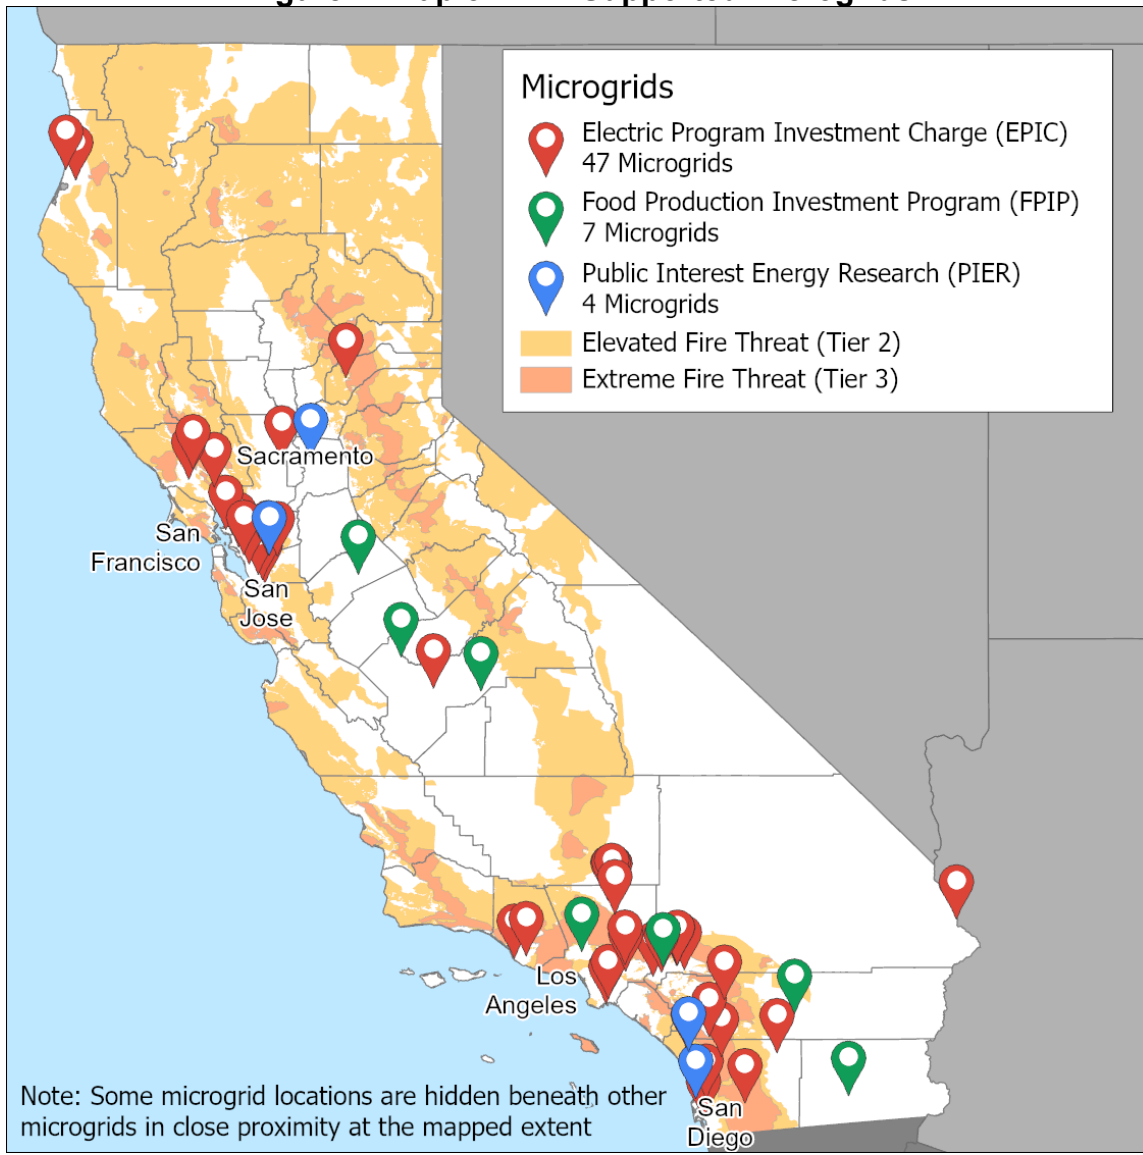 Microgrids
Electric Program Investment Charge (EPIC)
47 Microgrids
Food Production Investment Program (FPIP)
7 Microgrids
Public Interest Energy Research (PIER)
4 Microgrids
Elevated Fire Threat (Tier 2)
Extreme Fire Threat (Tier 3)
Sacramento
San
Francisco
San
Jose
Los
Angeles
San
Diego
Note: Some microgrid locations are hidden beneath other
microgrids in close proximity at the mapped extent